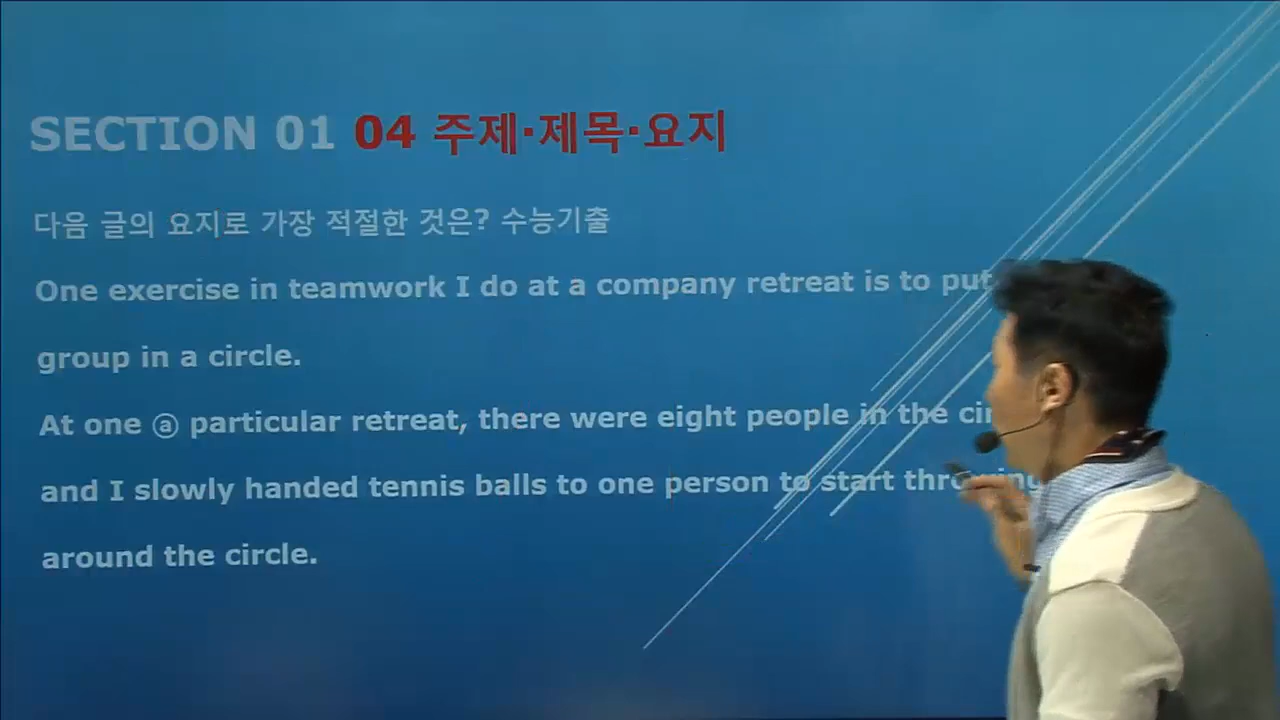 SECTION 01 04 주제·제목·요지
다음 글의 요지로 가장 적절한 것은? 수능기출
One exercise in teamwork I do at a company retreat is to put
group in a circle.
At one ⓐ particular retreat, there were eight people in the
and I slowly handed tennis balls to one person to start
around the circle.